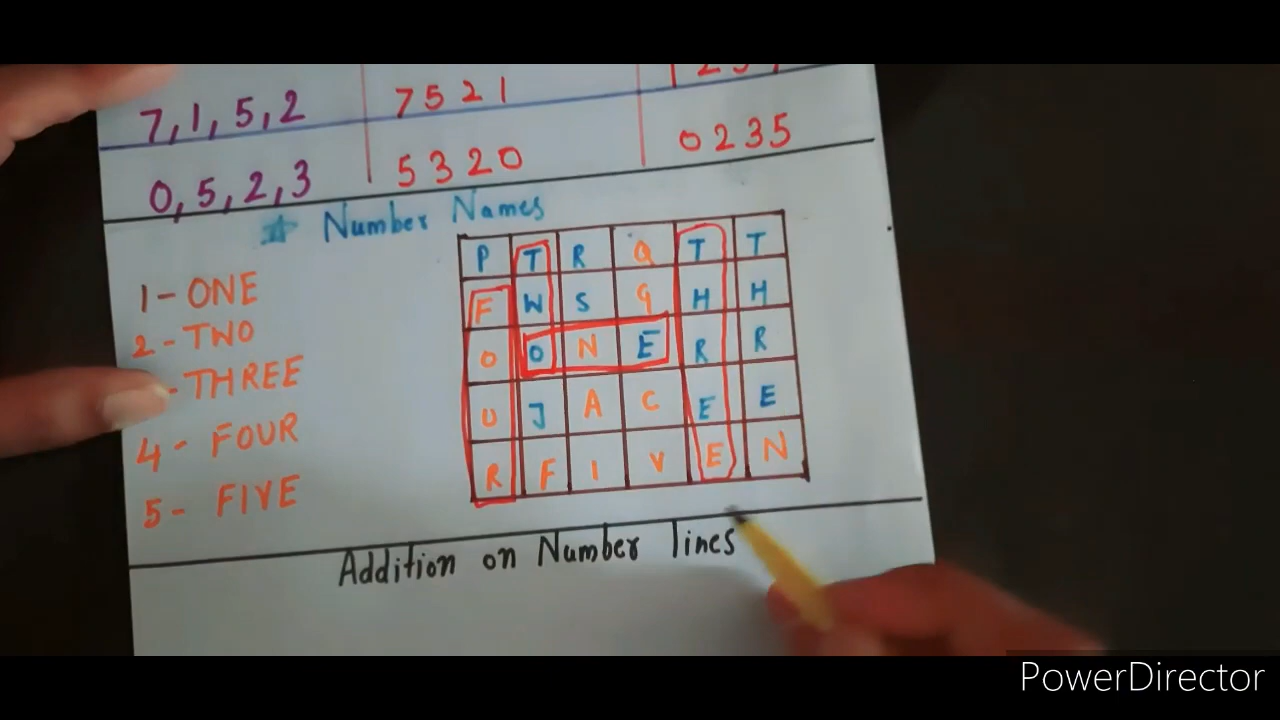 7,1,5,2 7521
0,5,2,3 5320 0235
Number Names
1 - ONE
2 - TWO
- THREE
4 - FOUR
5 - FIVE
P T R Q T T
F W S G H H
O O N E R R
U J A C E E
R F I V E N
Addition on Number lines
PowerDirector